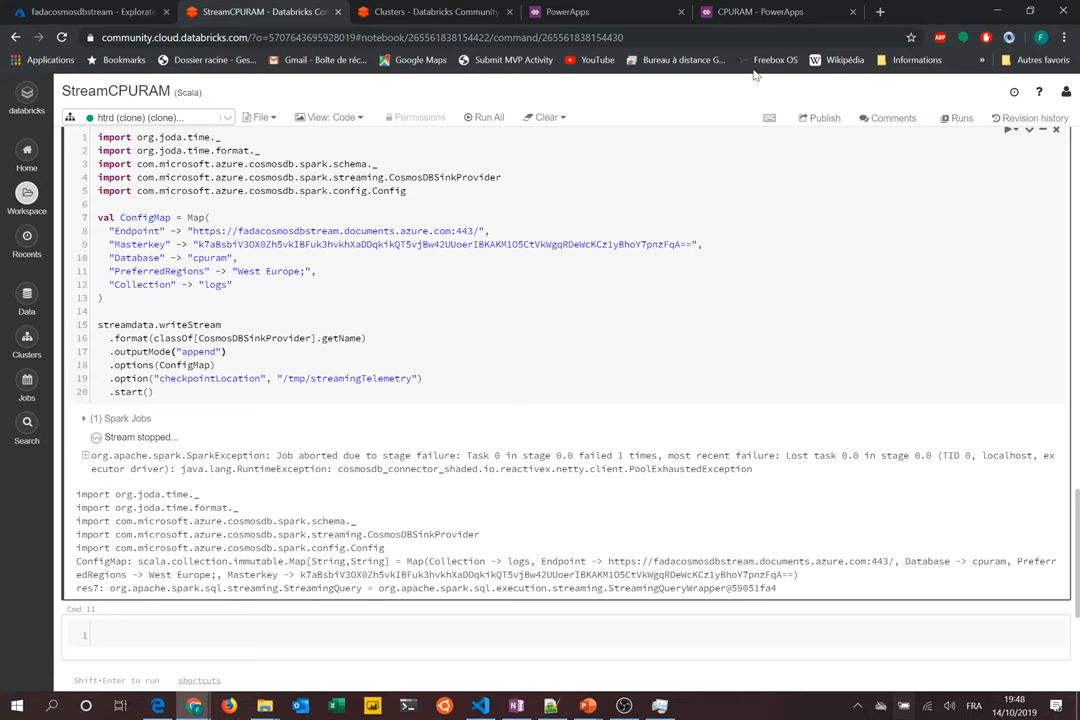 fadacosmosdbstream - Explorate
StreamCPURAM - Databricks Co
Clusters - Databricks Community
PowerApps
CPURAM - PowerApps
community.cloud.databricks.com/?o=5707643695928019#notebook/265561838154422/command/265561838154430
Applications
Bookmarks
Dossier racine - Ges...
Gmail - Boîte de réc...
Google Maps
Submit MVP Activity
YouTube
Bureau à distance G...
Freebox OS
Wikipédia
Informations
»
Autres favoris
databricks
Home
Workspace
Recents
Data
Clusters
Jobs
Search
StreamCPURAM (Scala)
htrd (clone) (clone)...
File
View: Code
Permissions
Run All
Clear
Publish
Comments
Runs
Revision history
1 import org.joda.time._
2 import org.joda.time.format._
3 import com.microsoft.azure.cosmosdb.spark.schema._
4 import com.microsoft.azure.cosmosdb.spark.streaming.CosmosDBSinkProvider
5 import com.microsoft.azure.cosmosdb.spark.config.Config
6
7 val ConfigMap = Map(
8 "Endpoint" -> "https://fadacosmosdbstream.documents.azure.com:443/",
9 "Masterkey" -> "k7aBsbiV3OX0Zh5vkIBFuk3hvkhXaDDqkikQT5vjBw42UUoerIBKAKM1O5CtVkWgqRDeWcKCz1yBhoY7pnzFqA==",
10 "Database" -> "cpuram",
11 "PreferredRegions" -> "West Europe;",
12 "Collection" -> "logs"
13 )
14
15 streamdata.writeStream
16 .format(classOf[CosmosDBSinkProvider].getName)
17 .outputMode("append")
18 .options(ConfigMap)
19 .option("checkpointLocation", "/tmp/streamingTelemetry")
20 .start()
(1) Spark Jobs
Stream stopped...
org.apache.spark.SparkException: Job aborted due to stage failure: Task 0 in stage 0.0 failed 1 times, most recent failure: Lost task 0.0 in stage 0.0 (TID 0, localhost, ex
ecutor driver): java.lang.RuntimeException: cosmosdb_connector_shaded.io.reactivex.netty.client.PoolExhaustedException
import org.joda.time._
import org.joda.time.format._
import com.microsoft.azure.cosmosdb.spark.schema._
import com.microsoft.azure.cosmosdb.spark.streaming.CosmosDBSinkProvider
import com.microsoft.azure.cosmosdb.spark.config.Config
ConfigMap: scala.collection.immutable.Map[String,String] = Map(Collection -> logs, Endpoint -> https://fadacosmosdbstream.documents.azure.com:443/, Database -> cpuram, Preferr
edRegions -> West Europe;, Masterkey -> k7aBsbiV3OX0Zh5vkIBFuk3hvkhXaDDqkikQT5vjBw42UUoerIBKAKM1O5CtVkWgqRDeWcKCz1yBhoY7pnzFqA==)
res7: org.apache.spark.sql.streaming.StreamingQuery = org.apache.spark.sql.execution.streaming.StreamingQueryWrapper@59051fa4
Cmd 11
1
Shift+Enter to run shortcuts
FRA
19:48
14/10/2019